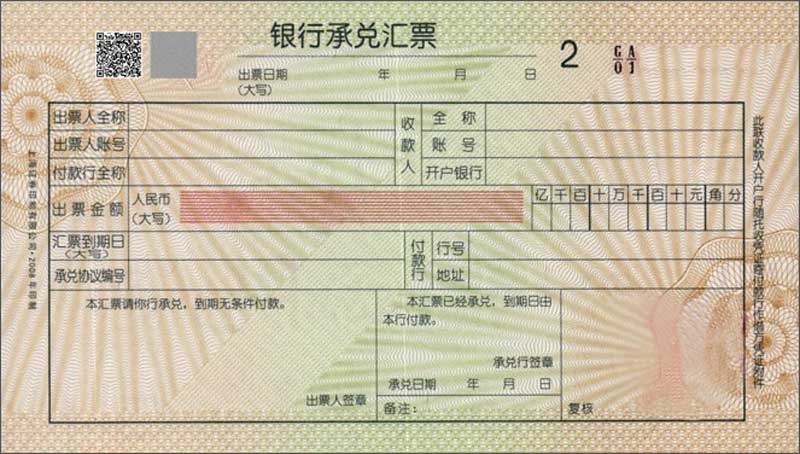 银行承兑汇票
2
G A
0 1
出票日期 年 月 日
(大写)
出票人全称
收款人
全称
出票人账号
账号
付款行全称
开户银行
出票金额
人民币
(大写)
亿千百十万千百十元角分
汇票到期日
(大写)
付款行
行号
承兑协议编号
地址
本汇票请你行承兑,到期无条件付款。
出票人签章
本汇票已经承兑,到期日由
本行付款。
承兑行签章
承兑日期 年 月 日
备注:
复核
此联收款人开户行随托收凭证寄付款行作借方凭证附件
2008年印制